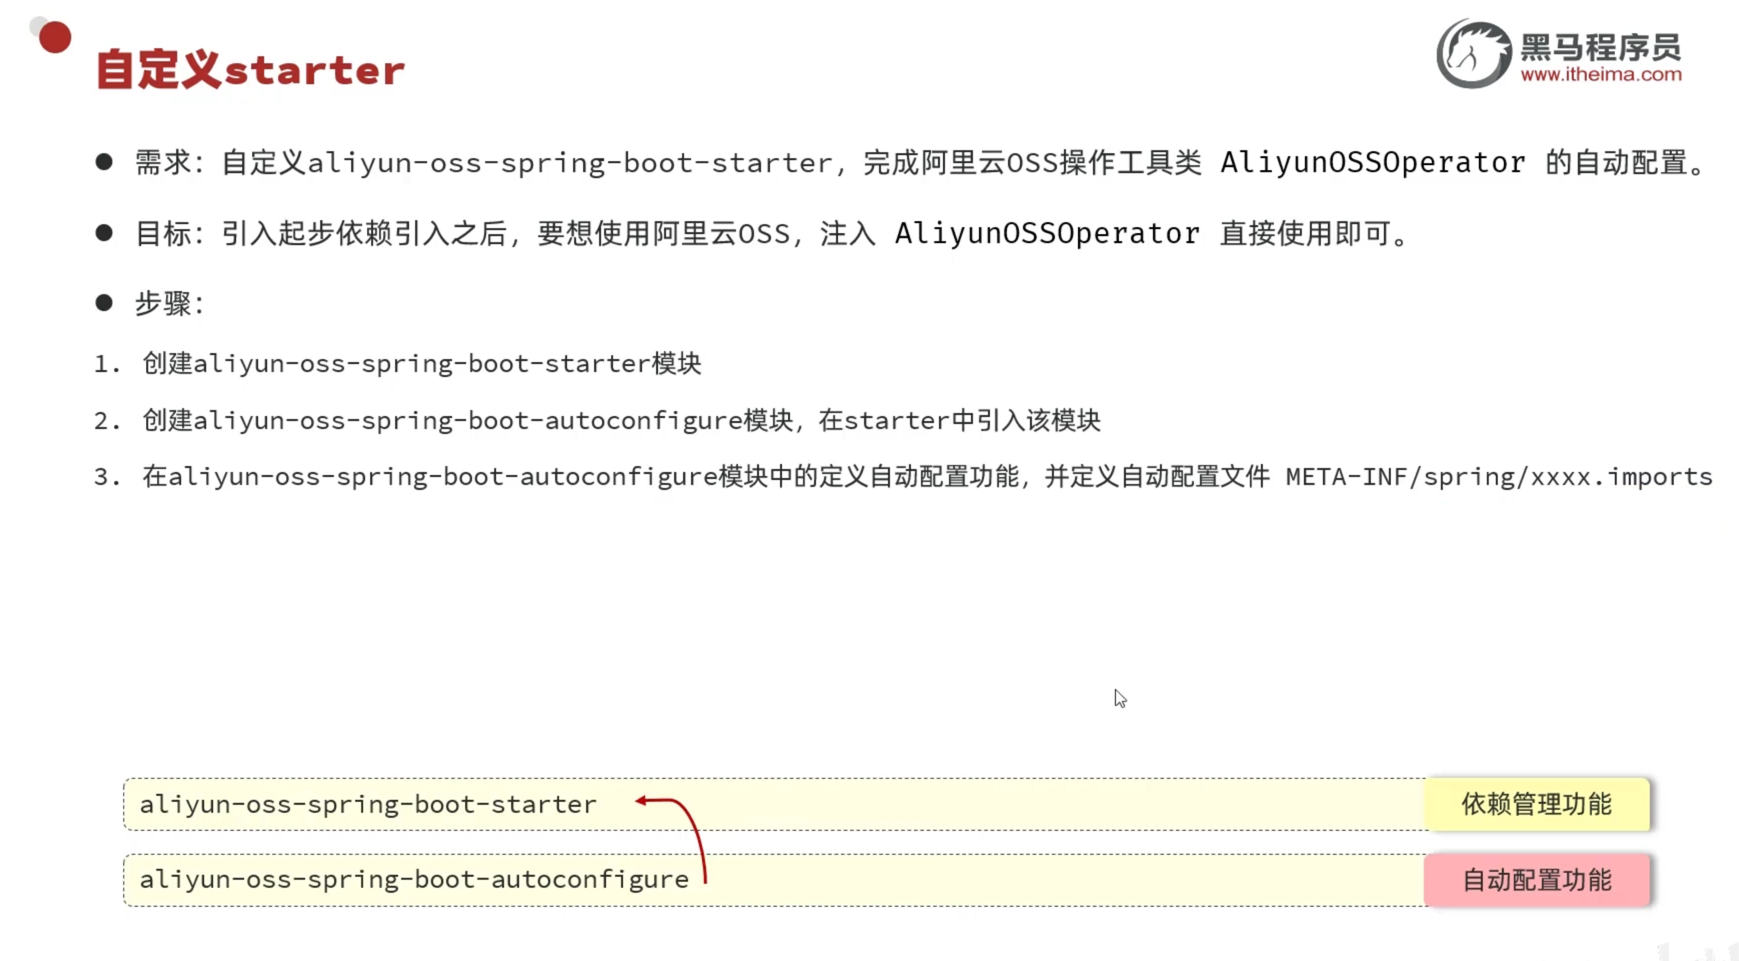 自定义starter
黑马程序员
www.itheima.com
● 需求：自定义aliyun-oss-spring-boot-starter，完成阿里云OSS操作工具类 AliyunOSSOperator 的自动配置。
● 目标：引入起步依赖引入之后，要想使用阿里云OSS，注入 AliyunOSSOperator 直接使用即可。
● 步骤：
1. 创建aliyun-oss-spring-boot-starter模块
2. 创建aliyun-oss-spring-boot-autoconfigure模块，在starter中引入该模块
3. 在aliyun-oss-spring-boot-autoconfigure模块中的定义自动配置功能，并定义自动配置文件 META-INF/spring/xxxx.imports
aliyun-oss-spring-boot-starter
依赖管理功能
aliyun-oss-spring-boot-autoconfigure
自动配置功能